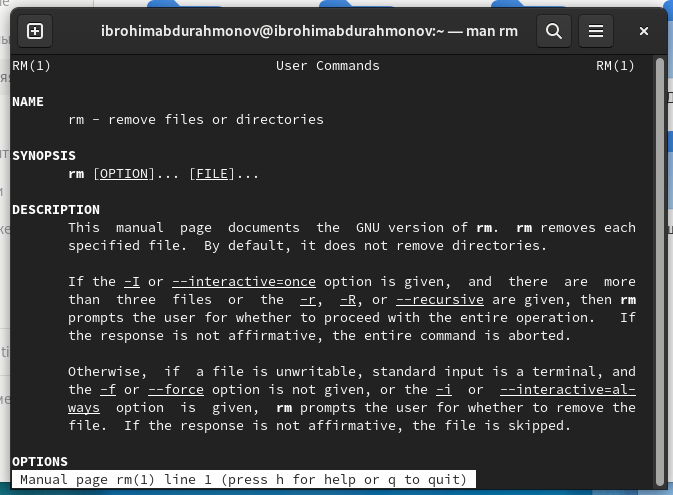 ibrohimabdurahmonov@ibrohimabdurahmonov:~ — man rm
RM(1) User Commands RM(1)
NAME
rm - remove files or directories
SYNOPSIS
rm [OPTION]... [FILE]...
DESCRIPTION
This manual page documents the GNU version of rm. rm removes each
specified file. By default, it does not remove directories.
If the -I or --interactive=once option is given, and there are more
than three files or the -r, -R, or --recursive are given, then rm
prompts the user for whether to proceed with the entire operation. If
the response is not affirmative, the entire command is aborted.
Otherwise, if a file is unwritable, standard input is a terminal, and
the -f or --force option is not given, or the -i or --interactive=al-
ways option is given, rm prompts the user for whether to remove the
file. If the response is not affirmative, the file is skipped.
OPTIONS
Manual page rm(1) line 1 (press h for help or q to quit)